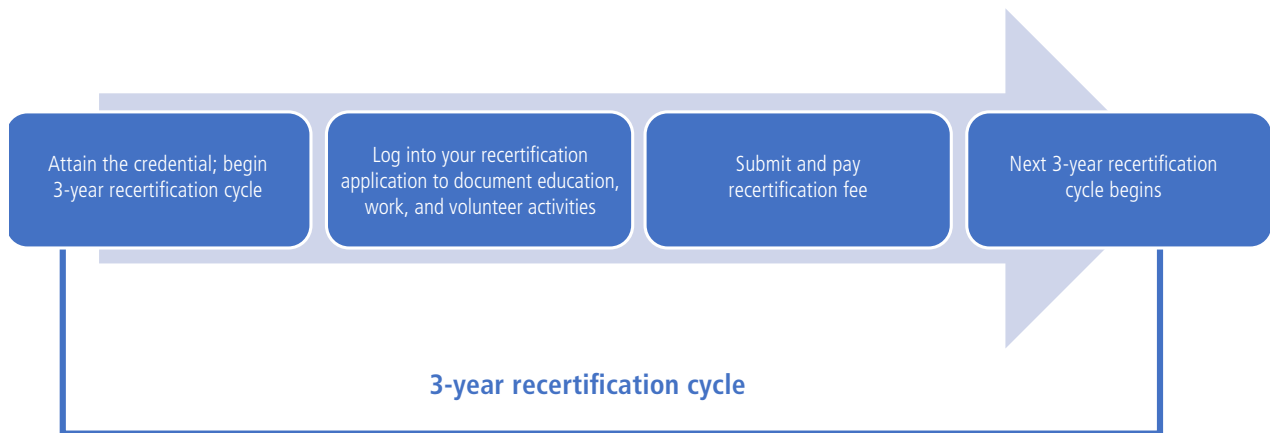 Attain the credential; begin
3-year recertification cycle
Log into your recertification
application to document education,
work, and volunteer activities
Submit and pay
recertification fee
Next 3-year recertification
cycle begins
3-year recertification cycle